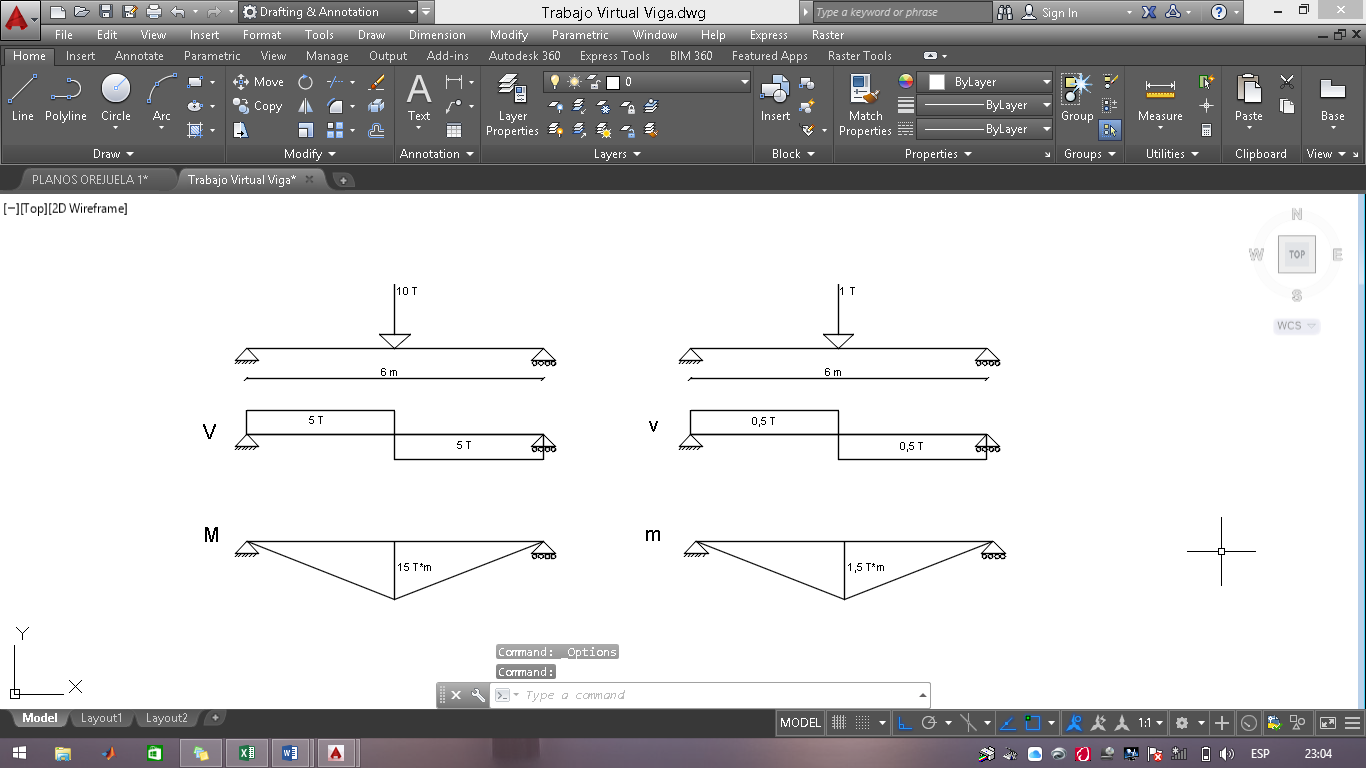 Drafting & Annotation
Trabajo Virtual Viga.dwg
Type a keyword or phrase
Sign In
File Edit View Insert Format Tools Draw Dimension Modify Parametric Window Help Express Raster
Home Insert Annotate Parametric View Manage Output Add-ins Autodesk 360 Express Tools BIM 360 Featured Apps Raster Tools
Line Polyline Circle Arc
Move
Copy
Text
Layer Properties
0
Insert
Match Properties
ByLayer
ByLayer
ByLayer
Group
Measure
Paste
Base
Draw Modify Annotation Layers Block Properties Groups Utilities Clipboard View
PLANOS OREJUELA 1* Trabajo Virtual Viga*
[−][Top][2D Wireframe]
N
W TOP E
S
WCS
10 T 1 T
6 m 6 m
V 5 T 5 T v 0,5 T 0,5 T
M 15 T*m m 1,5 T*m
Y
X
Command: _Options
Command:
Type a command
Model Layout1 Layout2 +
MODEL 1:1
ESP 23:04